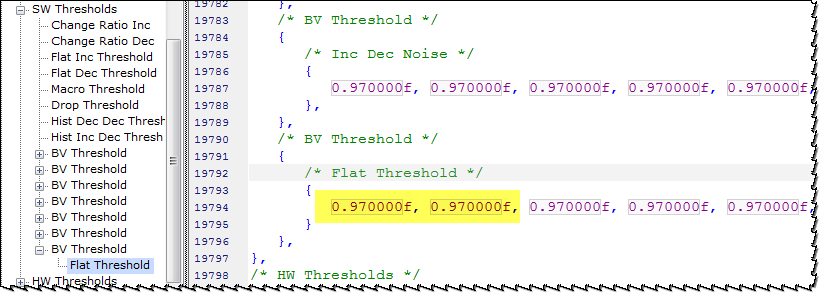 SW Thresholds
Change Ratio Inc
Change Ratio Dec
Flat Inc Threshold
Flat Dec Threshold
Macro Threshold
Drop Threshold
Hist Dec Dec Thresh
Hist Inc Dec Thresh
BV Threshold
BV Threshold
BV Threshold
BV Threshold
BV Threshold
BV Threshold
BV Threshold
Flat Threshold
HW Thresholds
19782 },
19783 /* BV Threshold */
19784 {
19785 /* Inc Dec Noise */
19786 {
19787 0.970000f, 0.970000f, 0.970000f, 0.970000f, 0.970000f,
19788 },
19789 },
19790 /* BV Threshold */
19791 {
19792 /* Flat Threshold */
19793 {
19794 0.970000f, 0.970000f, 0.970000f, 0.970000f, 0.970000f,
19795 }
19796 },
19797 },
19798 /* HW Thresholds */